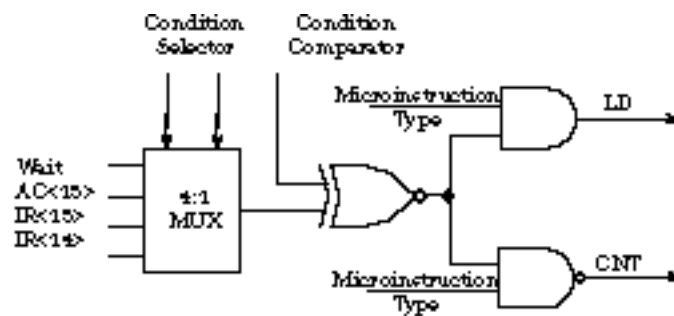 Condition
Selector
Condition
Comparator
Microinstruction
Type
LD
Wait
AC<15>
IR<15>
IR<14>
4:1
MUX
Microinstruction
Type
CNT